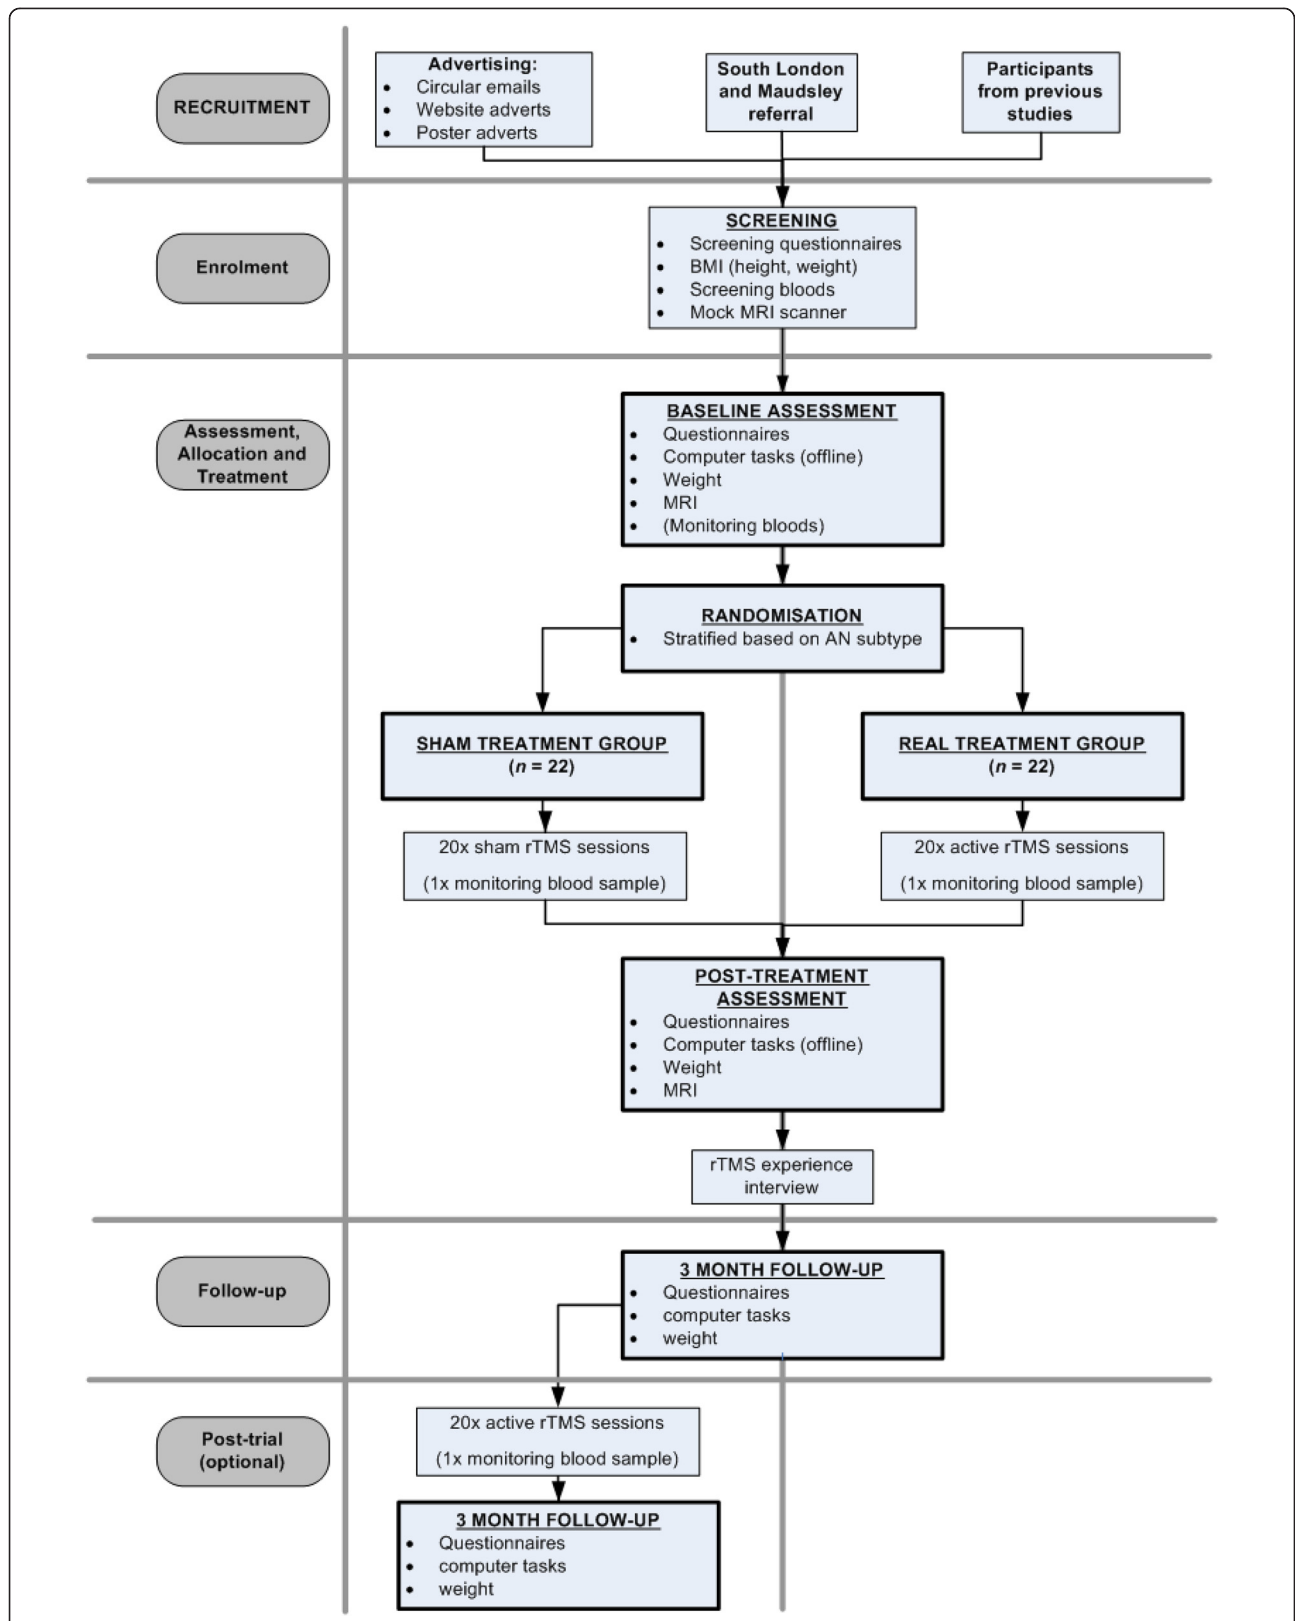 RECRUITMENT
Advertising:
• Circular emails
• Website adverts
• Poster adverts
South London
and Maudsley
referral
Participants
from previous
studies
Enrolment
SCREENING
• Screening questionnaires
• BMI (height, weight)
• Screening bloods
• Mock MRI scanner
Assessment,
Allocation and
Treatment
BASELINE ASSESSMENT
• Questionnaires
• Computer tasks (offline)
• Weight
• MRI
• (Monitoring bloods)
RANDOMISATION
• Stratified based on AN subtype
SHAM TREATMENT GROUP
(n = 22)
REAL TREATMENT GROUP
(n = 22)
20x sham rTMS sessions
(1x monitoring blood sample)
20x active rTMS sessions
(1x monitoring blood sample)
POST-TREATMENT
ASSESSMENT
• Questionnaires
• Computer tasks (offline)
• Weight
• MRI
rTMS experience
interview
Follow-up
3 MONTH FOLLOW-UP
• Questionnaires
• computer tasks
• weight
Post-trial
(optional)
20x active rTMS sessions
(1x monitoring blood sample)
3 MONTH FOLLOW-UP
• Questionnaires
• computer tasks
• weight